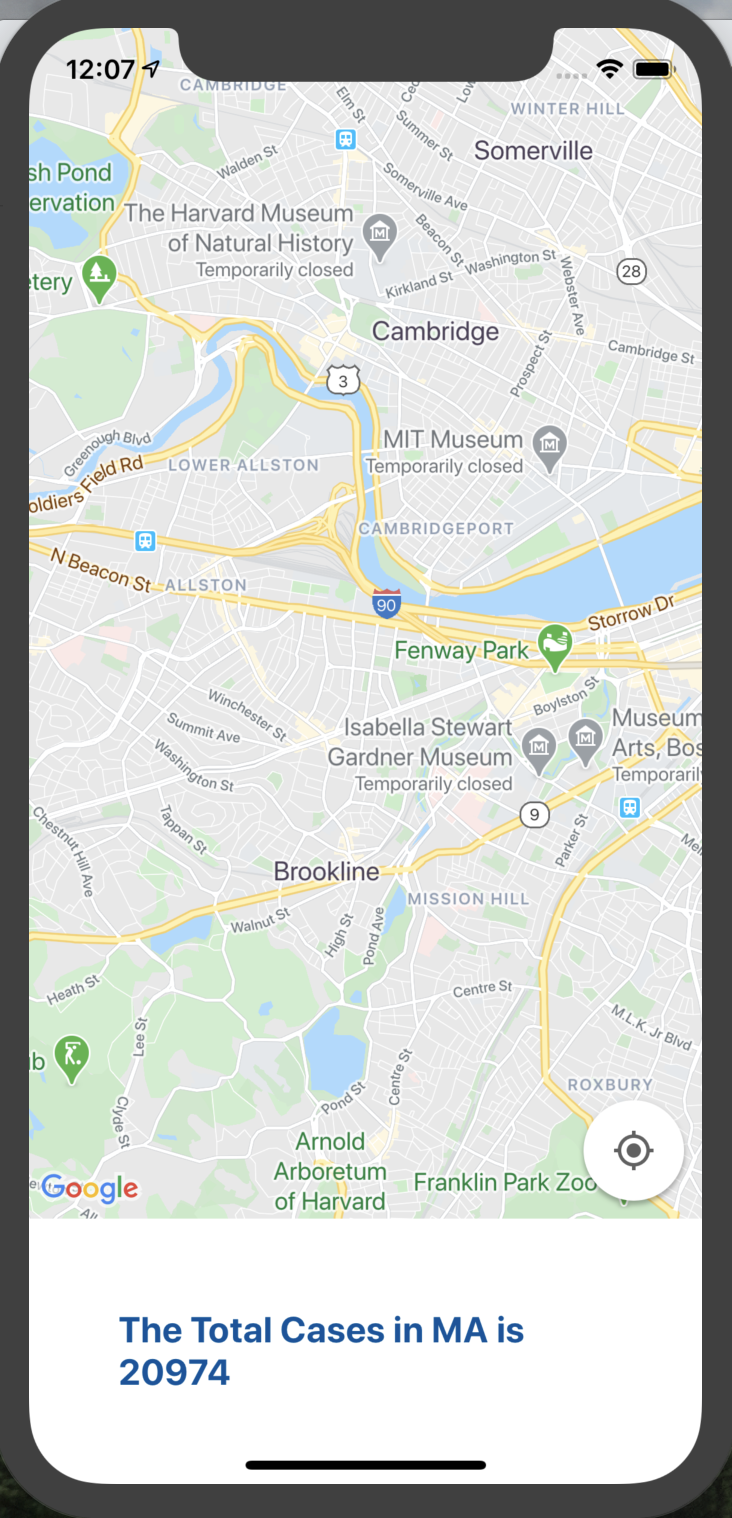 12:07
CAMBRIDGE
Elm St
WINTER HILL
Summer St
Somerville
Walden St
sh Pond
ervation
Somerville Ave
The Harvard Museum
of Natural History
Temporarily closed
Beacon St
Washington St
Kirkland St
Webster Ave
28
tery
Cambridge
Prospect St
Cambridge St
3
MIT Museum
Temporarily closed
Greenough Blvd
LOWER ALLSTON
oldiers Field Rd
CAMBRIDGEPORT
N Beacon St
ALLSTON
90
Storrow Dr
Fenway Park
Boylston St
Winchester St
Summit Ave
Isabella Stewart
Gardner Museum
Temporarily closed
Museum
Arts, Bos
Temporaril
Washington St
9
Chestnut Hill Ave
Tappan St
Parker St
Brookline
MISSION HILL
Walnut St
High St
Pond Ave
Heath St
Centre St
Lee St
M.L.K. Jr Blvd
ub
Centre St
ROXBURY
Clyde St
Pond St
Arnold
Arboretum
of Harvard
Franklin Park Zoo
Google
The Total Cases in MA is
20974